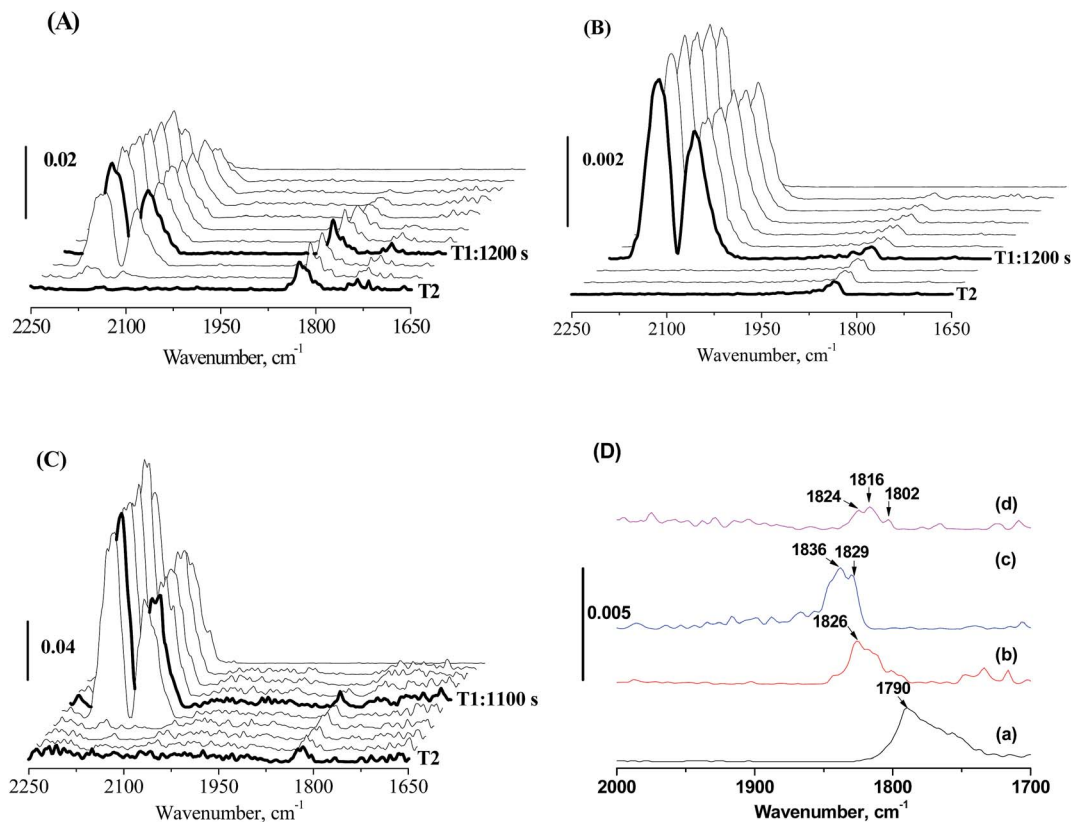 (A)
0.02
T1:1200 s
T2
2250 2100 1950 1800 1650
Wavenumber, cm-1
(B)
0.002
T1:1200 s
T2
2250 2100 1950 1800 1650
Wavenumber, cm-1
(C)
0.04
T1:1100 s
T2
2250 2100 1950 1800 1650
Wavenumber, cm-1
(D)
1816
1824 1802
(d)
1836 1829
(c)
0.005
1826
(b)
1790
(a)
2000 1900 1800 1700
Wavenumber, cm-1